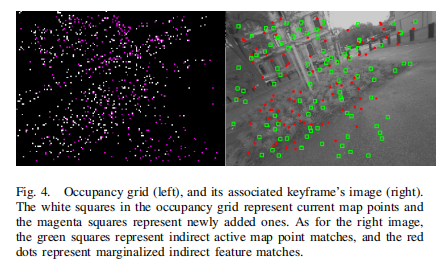 Fig. 4. Occupancy grid (left), and its associated keyframe's image (right).
The white squares in the occupancy grid represent current map points and
the magenta squares represent newly added ones. As for the right image,
the green squares represent indirect active map point matches, and the red
dots represent marginalized indirect feature matches.